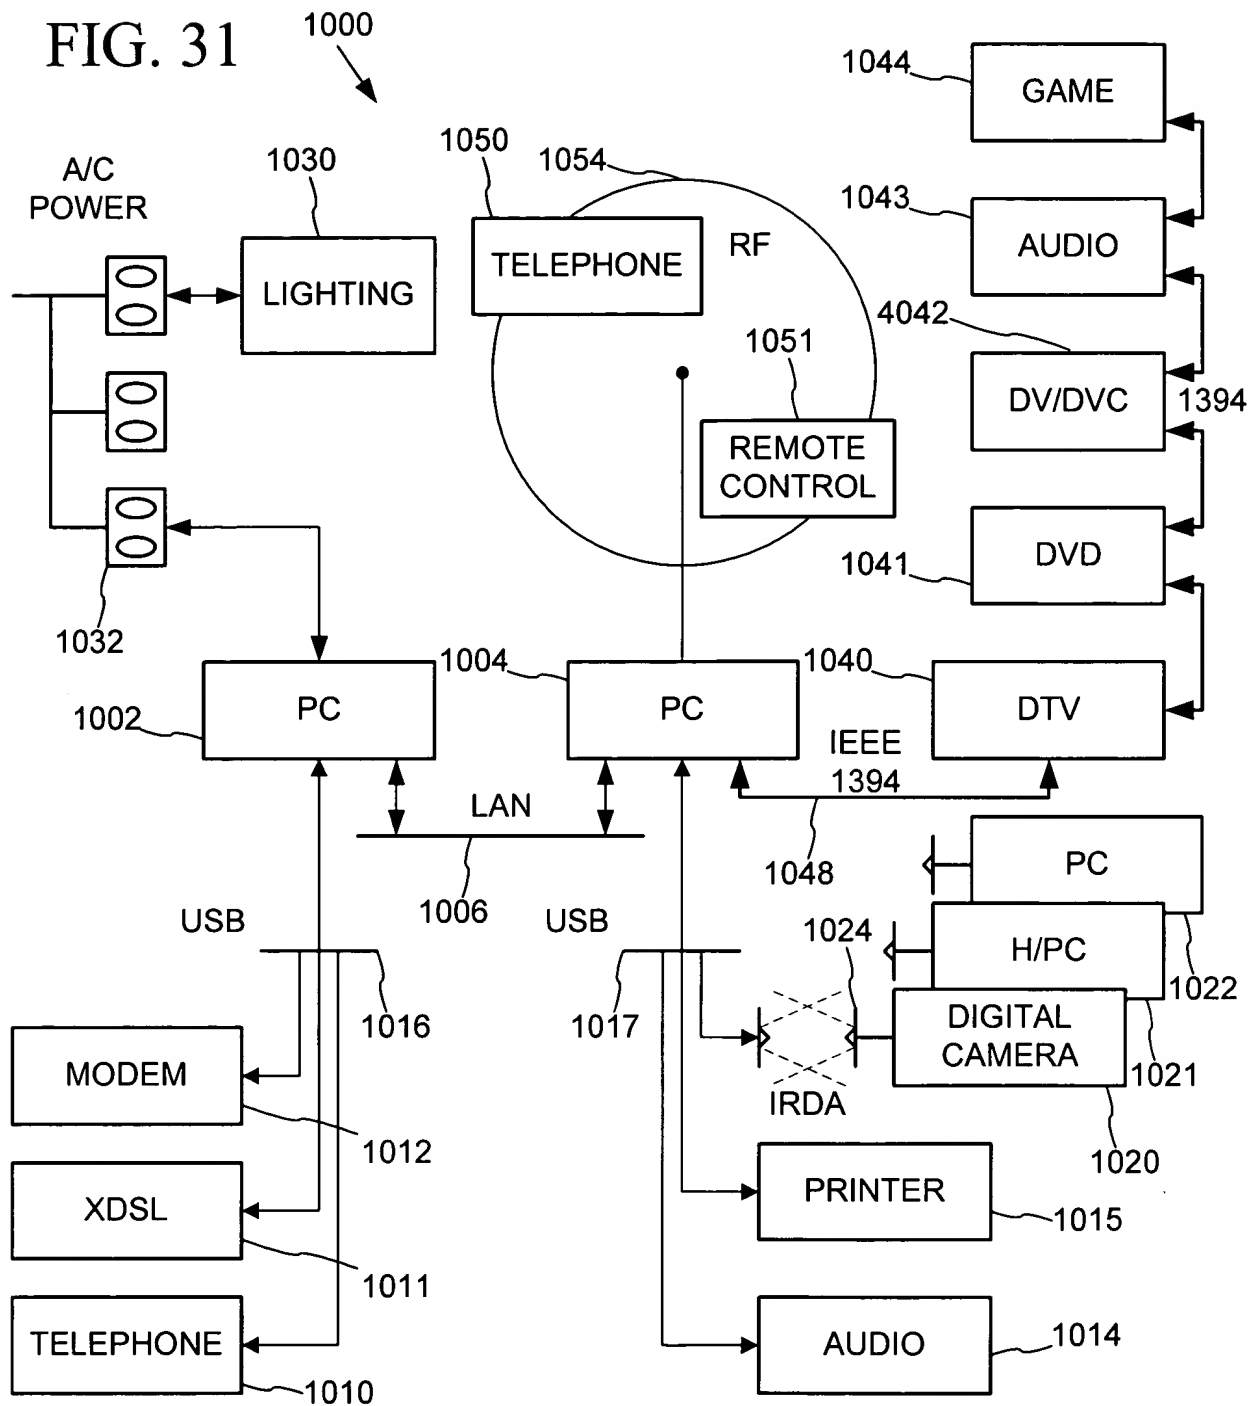 FIG. 31
1000
1044
GAME
A/C
POWER
1030
1050
1054
1043
AUDIO
RF
TELEPHONE
LIGHTING
4042
1051
DV/DVC
1394
REMOTE
CONTROL
1041
DVD
1032
1004
1040
1002
PC
PC
DTV
IEEE
1394
LAN
1048
PC
1006
USB
USB
1024
H/PC
1022
1016
1017
DIGITAL
CAMERA
1021
MODEM
IRDA
1012
1020
XDSL
PRINTER
1015
1011
TELEPHONE
AUDIO
1014
1010